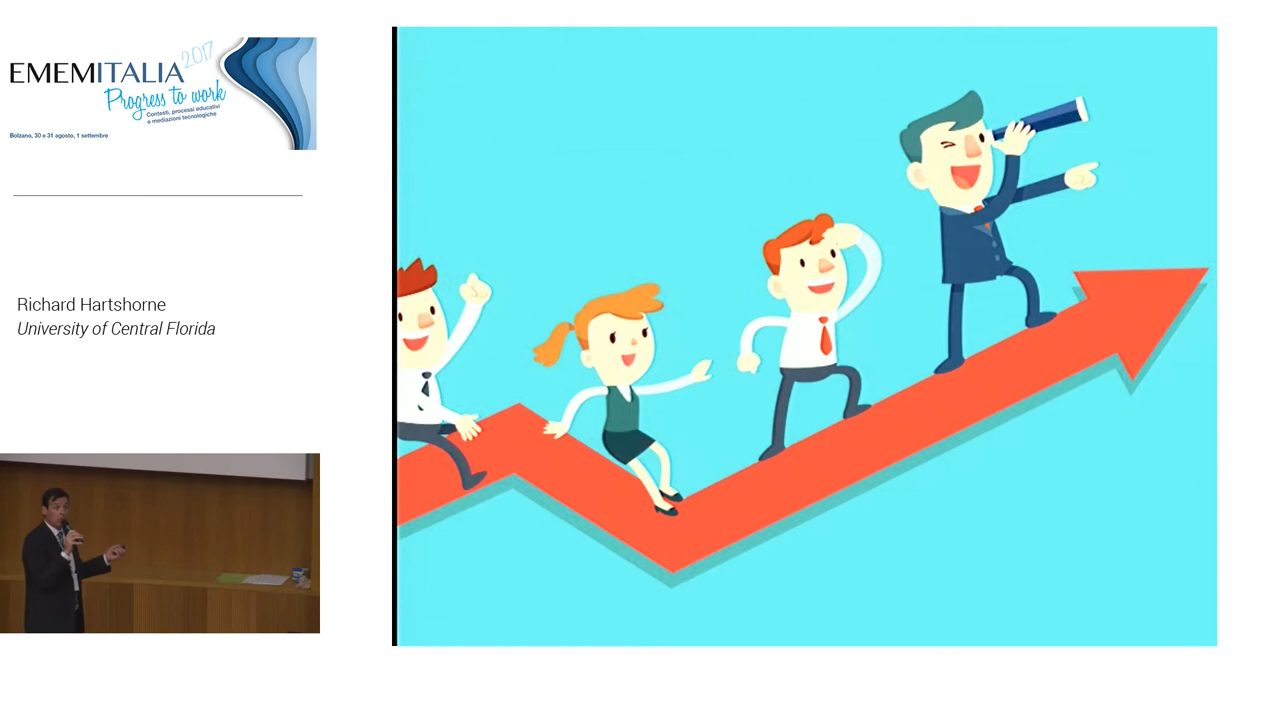 EMEMITALIA 2017
Progress to work
Contesti, processi educativi
e mediazioni tecnologiche
Bolzano, 30 e 31 agosto, 1 settembre
Richard Hartshorne
University of Central Florida